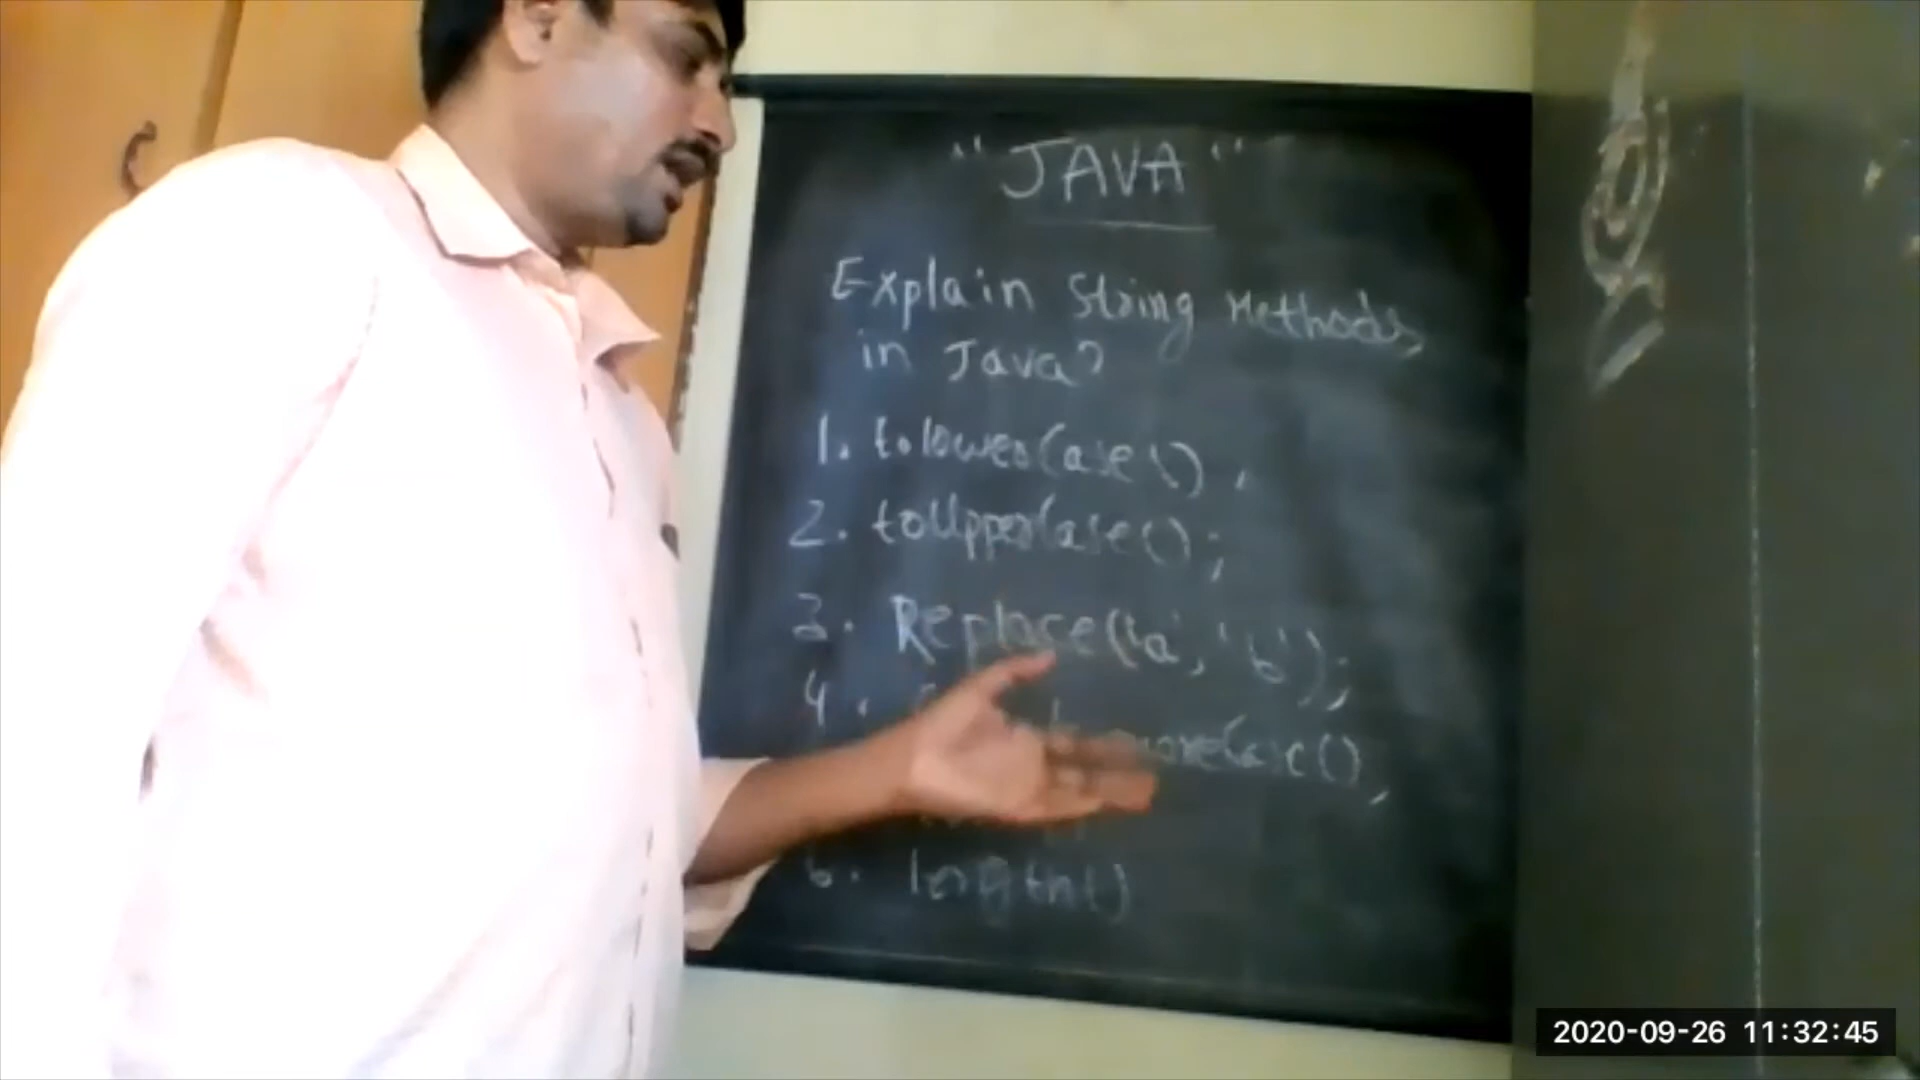 "JAVA"
Explain String Methods
in Java?
1. toLowerCase();
2. toUpperCase();
3. Replace('a','b');
4.
6. length()
2020-09-26 11:32:45